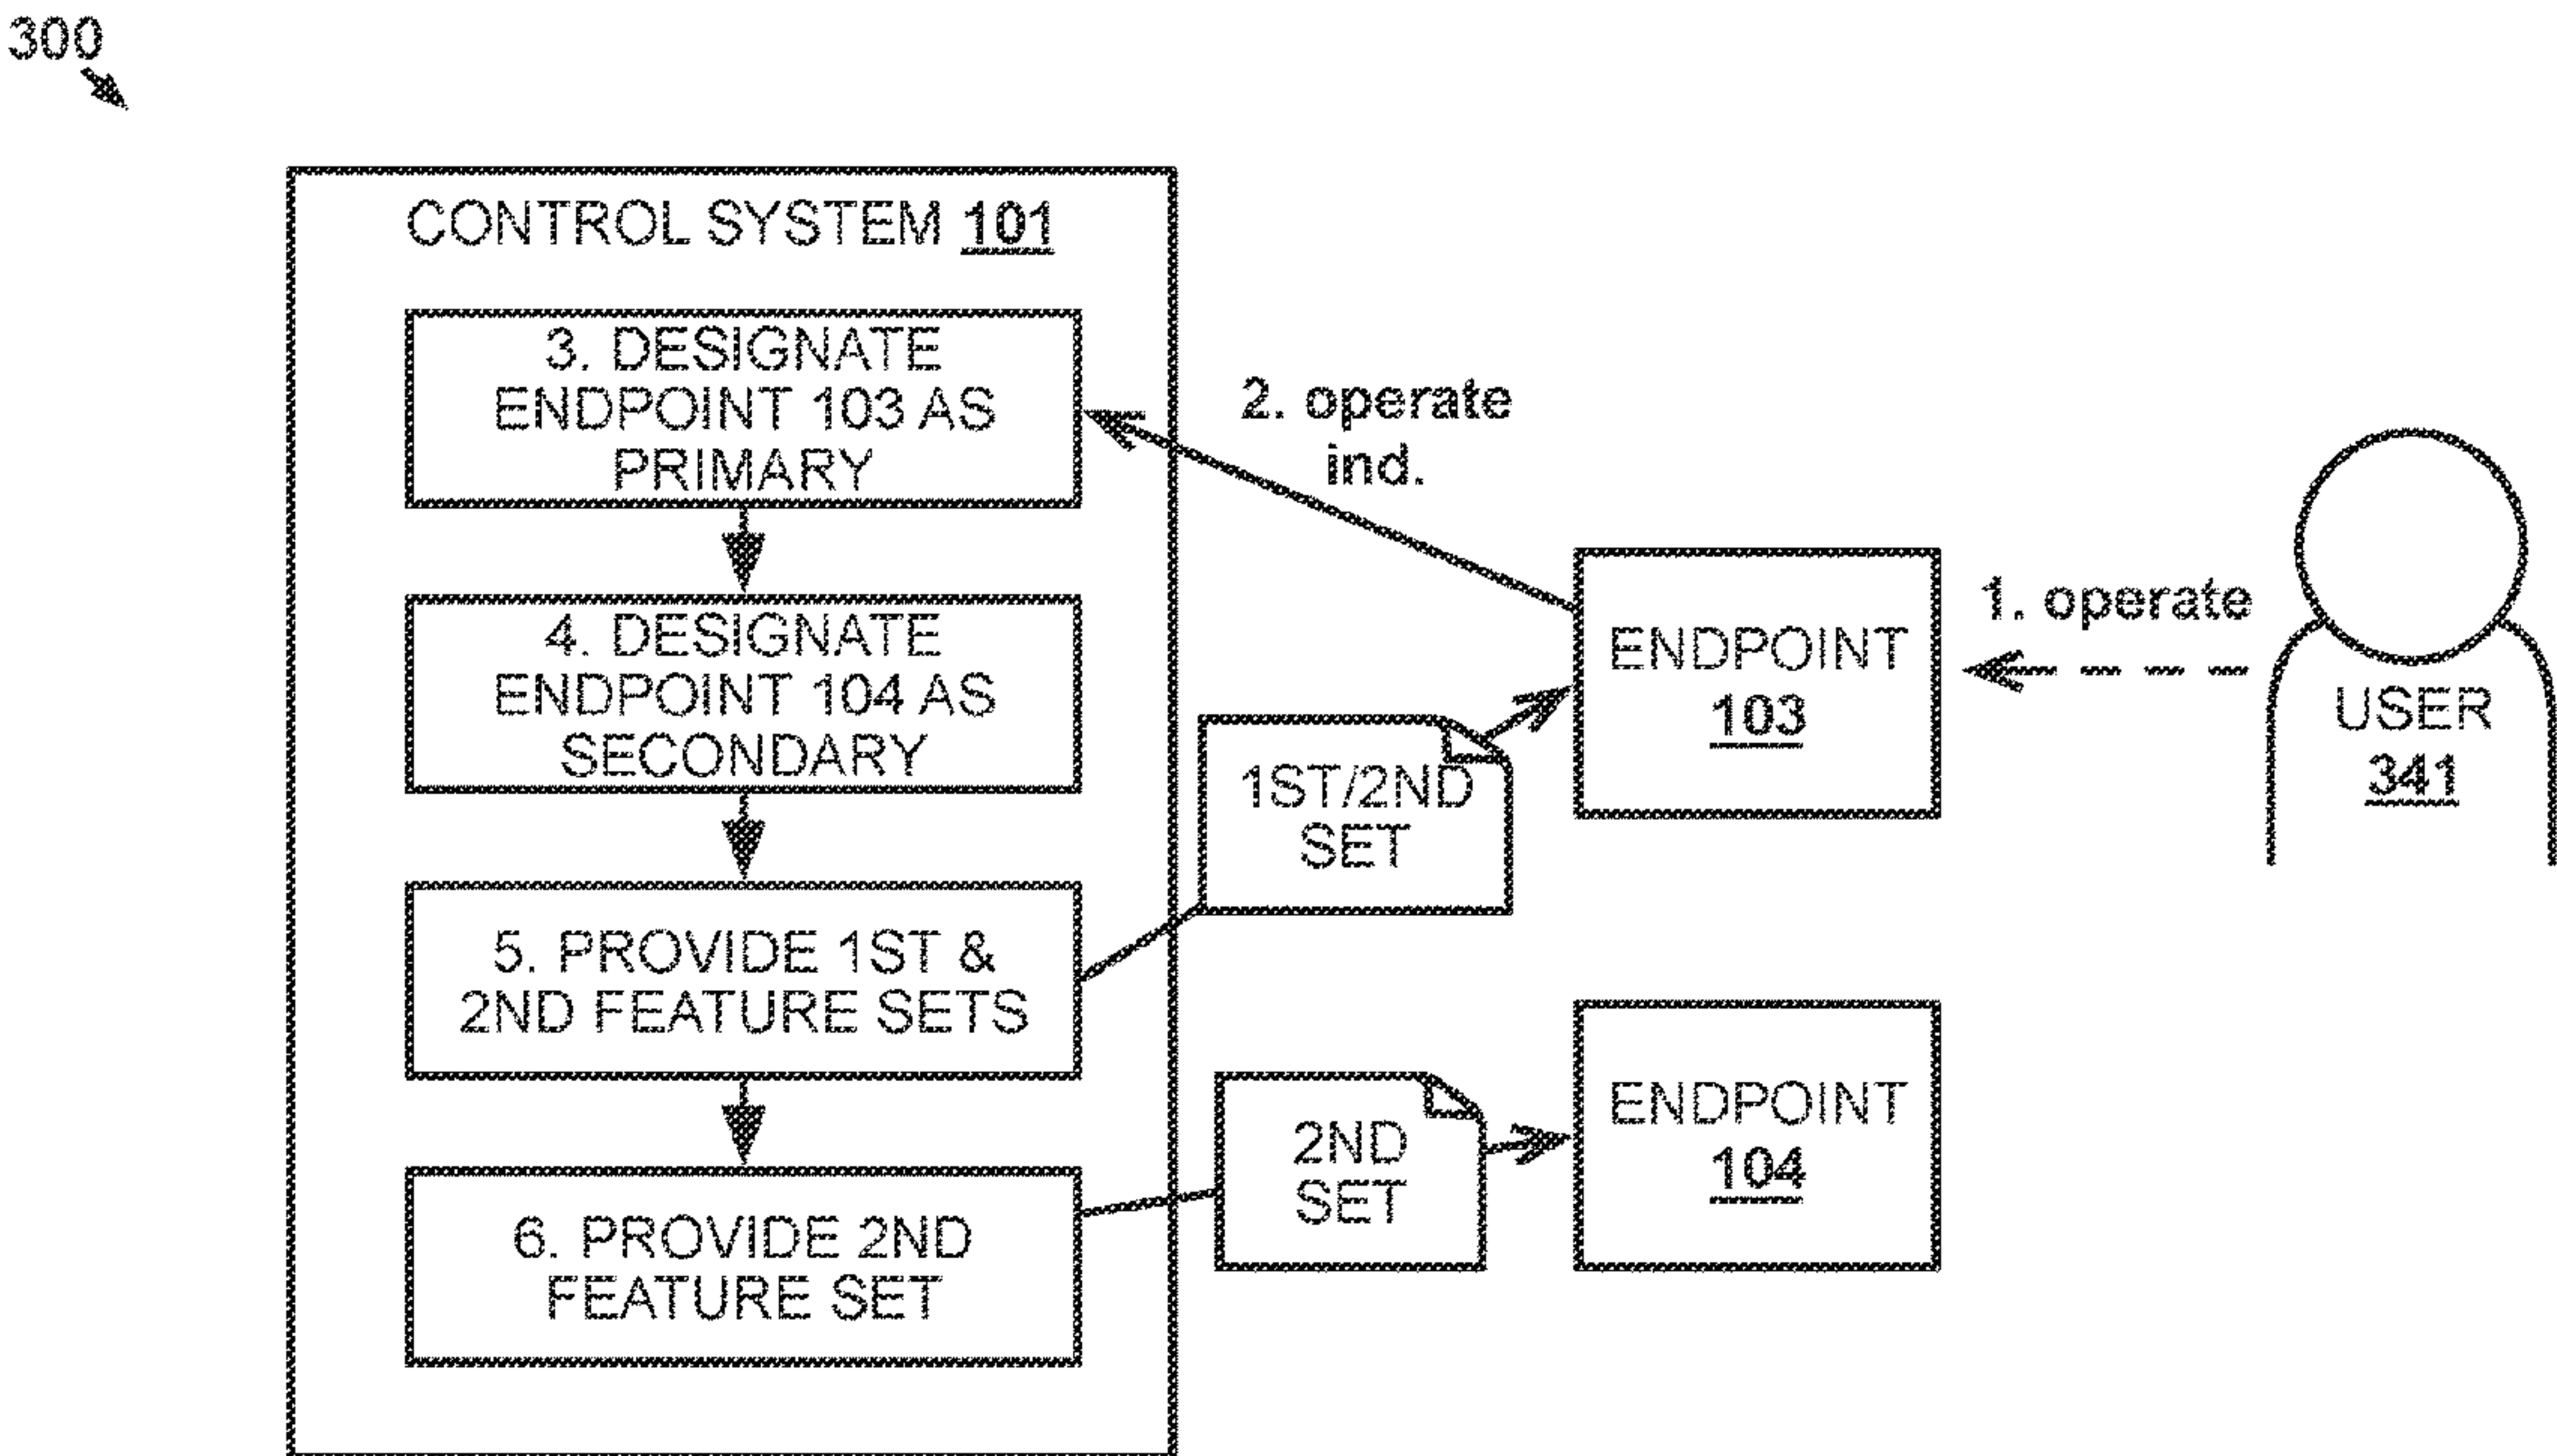 300
CONTROL SYSTEM 101
3. DESIGNATE
ENDPOINT 103 AS
PRIMARY
4. DESIGNATE
ENDPOINT 104 AS
SECONDARY
5. PROVIDE 1ST &
2ND FEATURE SETS
6. PROVIDE 2ND
FEATURE SET
2. operate
ind.
1ST/2ND
SET
2ND
SET
ENDPOINT
103
ENDPOINT
104
1. operate
USER
341